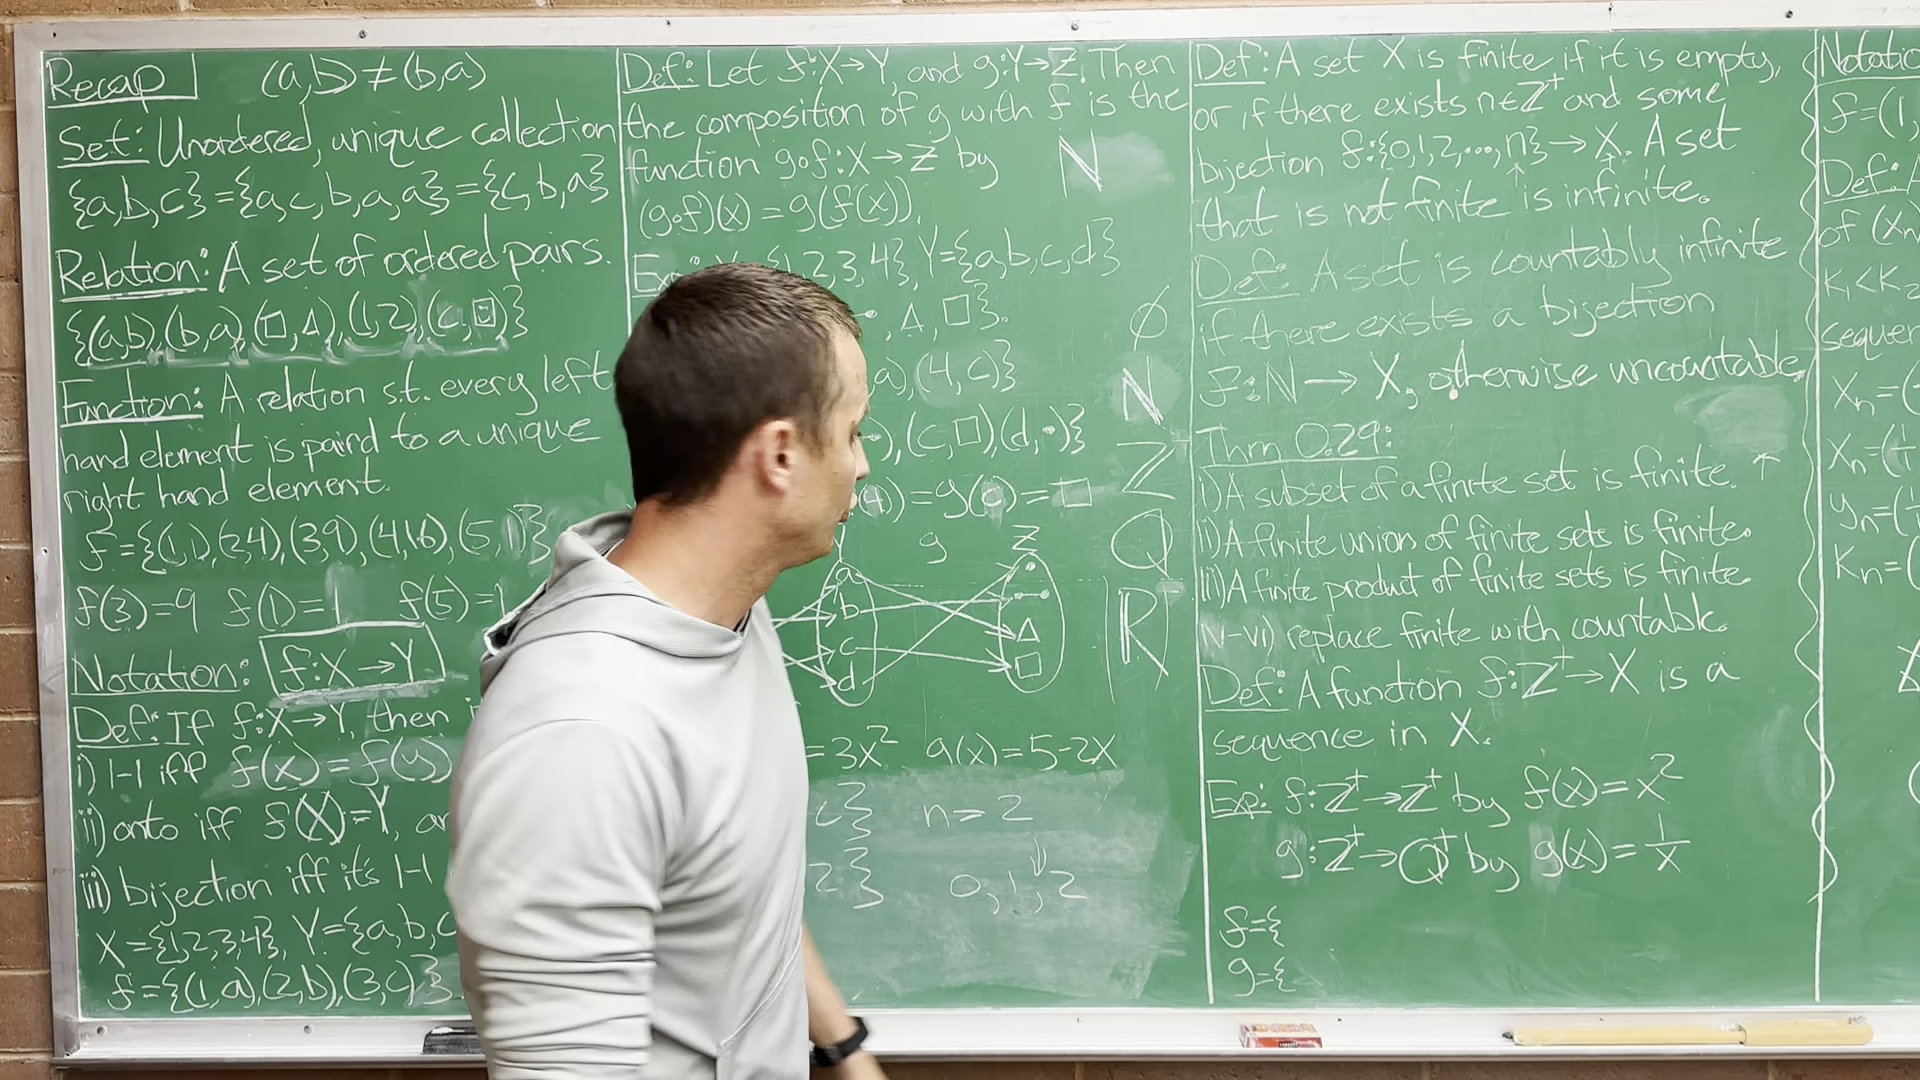 Recap (a,b) ≠ (b,a)
Set: Unordered, unique collection
{a,b,c} = {a,c,b,a,a} = {c,b,a}
Relation: A set of ordered pairs.
{(a,b),(b,a),(□,Δ),(1,2),(c,□)}
Function: A relation s.t. every left
hand element is paird to a unique
right hand element.
f={(1,1),(2,4),(3,9),(4,16),(5,1)}
f(3)=9 f(1)=1 f(5)=1
Notation: f:X→Y
Def: If f:X→Y, then
i) 1-1 iff f(x)=f(y)
ii) onto iff f(X)=Y, an
iii) bijection iff it's 1-1
X={1,2,3,4}, Y={a,b,c
f={(1,a),(2,b),(3,c)}
Def: Let f:X→Y, and g:Y→Z. Then
the composition of g with f is the
function g∘f:X→Z by N
(g∘f)(x)=g(f(x)).
Exp: 1,2,3,4} Y={a,b,c,d}
, Δ, □}. ∅
a),(4,c)} N
),(c,□)(d,•)} Z
(4))=g(c)=□
g Z Q
a
b
c Δ R
d □
=3x² g(x)=5-2x
c} n=2
2} 0,1,2
Def: A set X is finite if it is empty,
or if there exists n∈Z⁺ and some
bijection f:{0,1,2,...,n}→X. A set
that is not finite is infinite.
Def: A set is countably infinite
if there exists a bijection
f:N→X, otherwise uncountable.
Thm 0.29:
i) A subset of a finite set is finite.
ii) A finite union of finite sets is finite.
iii) A finite product of finite sets is finite.
iv-vi) replace finite with countable.
Def: A function f:Z⁺→X is a
sequence in X.
Exp: f:Z⁺→Z⁺ by f(x)=x²
g:Z⁺→Q⁺ by g(x)=1/x
f={
g={
Notatio
f=(1,
Def: A
of (xn
k₁<k₂
sequen
Xn=(
Xn=(
yn=(
Kn=(